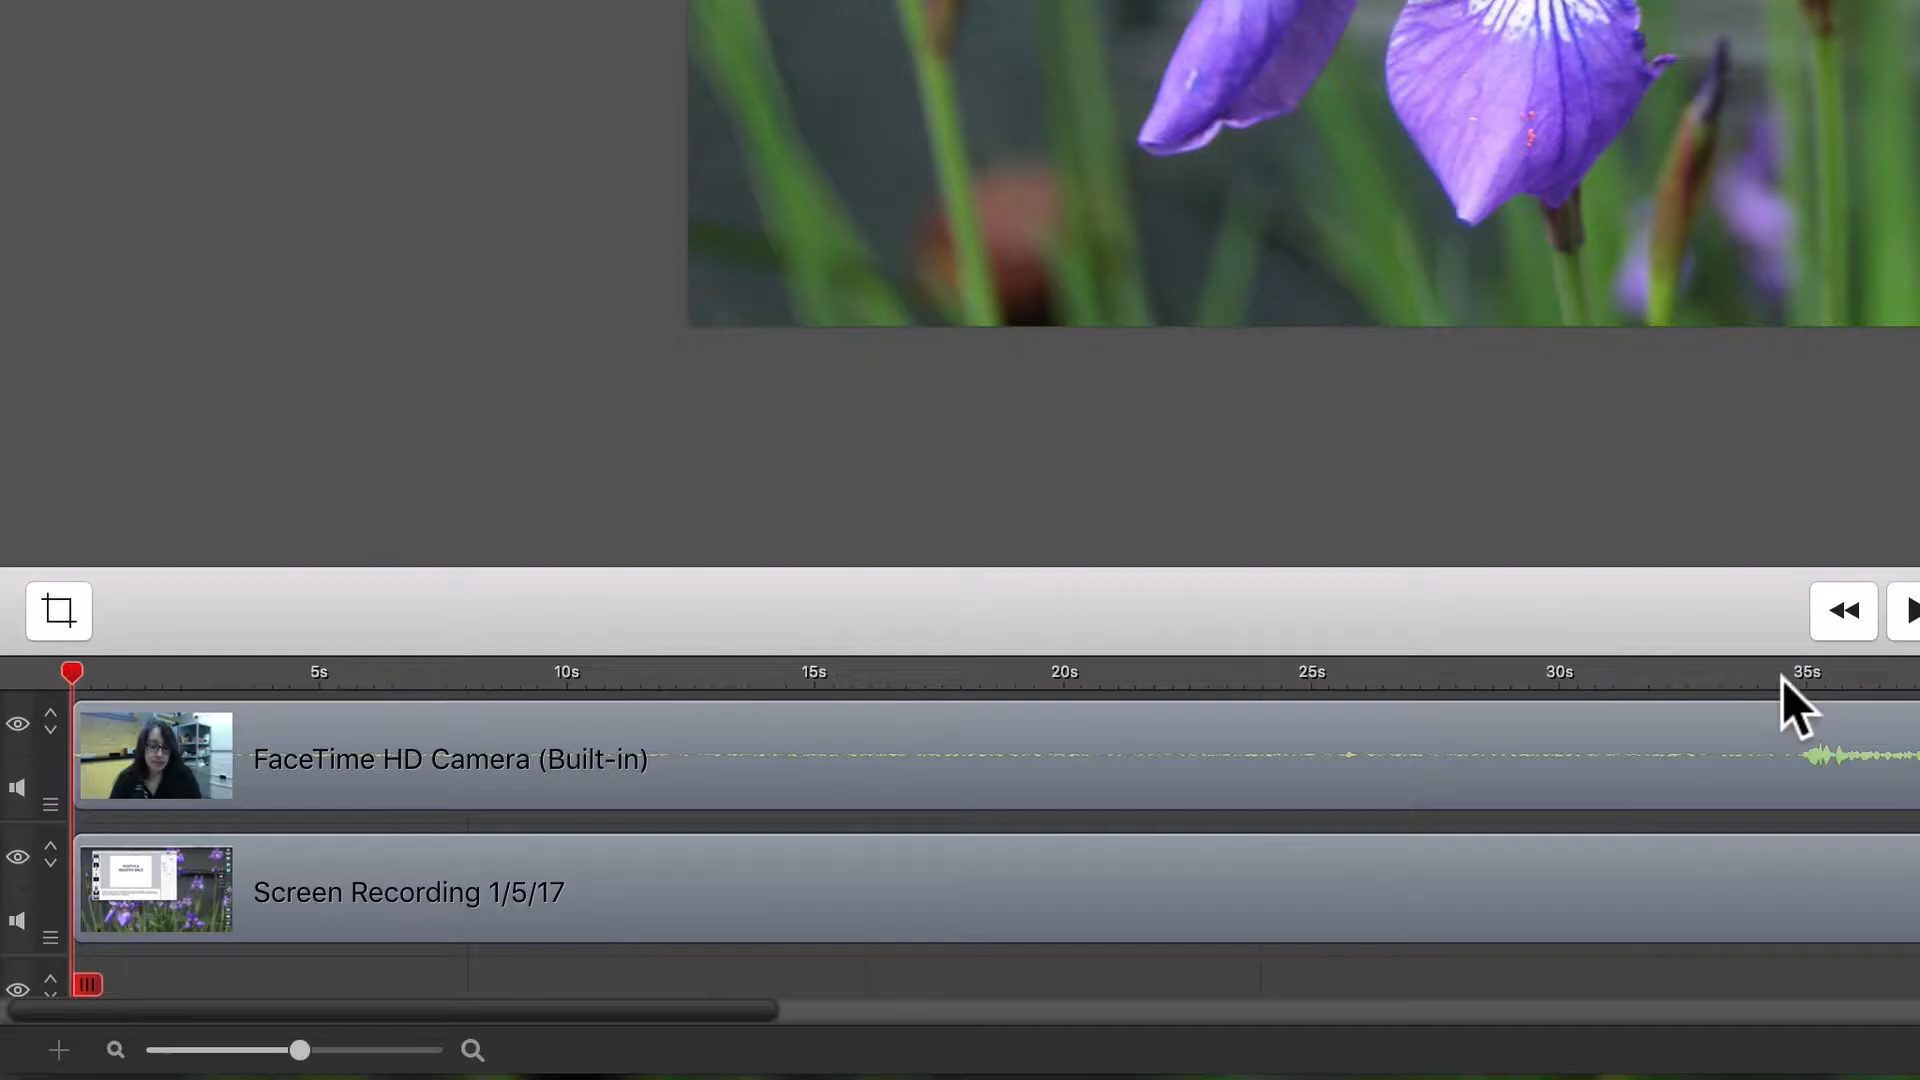 5s 10s 15s 20s 25s 30s 35s
FaceTime HD Camera (Built-in)
Screen Recording 1/5/17